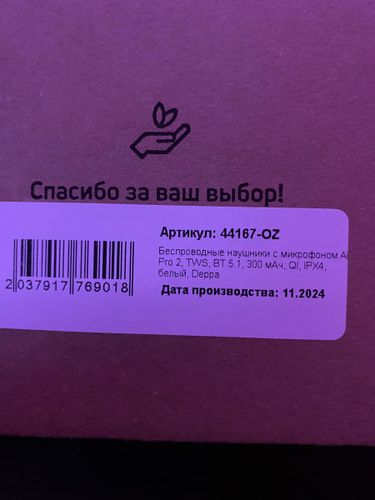 Спасибо за ваш выбор!
Артикул: 44167-OZ
Беспроводные наушники с микрофоном
Pro 2, TWS, BT 5.1, 300 мАч, QI, IPX4,
белый, Deppa
Дата производства: 11.2024
2 037917 769018